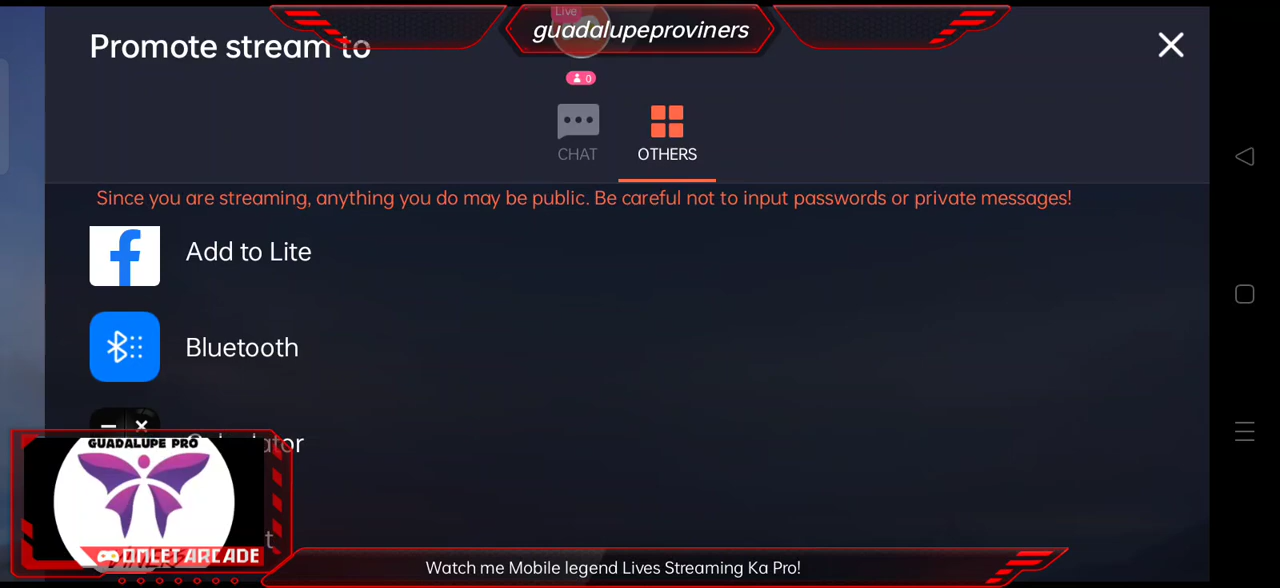 Live
guadalupeproviners
Promote stream to
0
CHAT
OTHERS
Since you are streaming, anything you do may be public. Be careful not to input passwords or private messages!
Add to Lite
Bluetooth
GUADALUPE PRO
OMLET ARCADE
Watch me Mobile legend Lives Streaming Ka Pro!